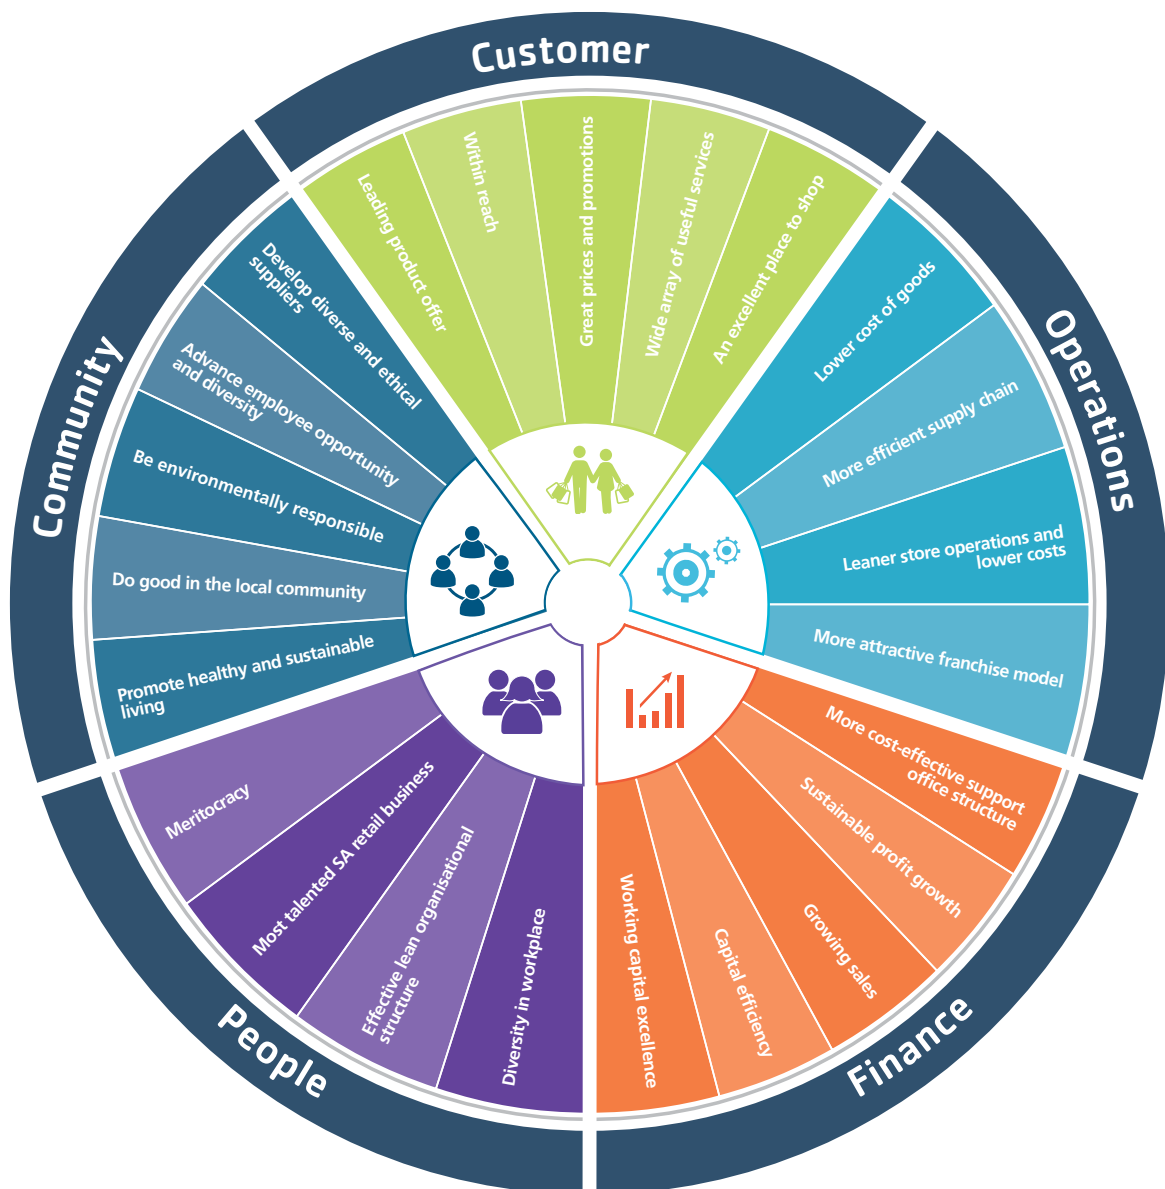 Customer
Leading product offer
Within reach
Great prices and promotions
Wide array of useful services
An excellent place to shop
Operations
Lower cost of goods
More efficient supply chain
Leaner store operations and
lower costs
More attractive franchise model
Finance
More cost-effective support
office structure
Sustainable profit growth
Growing sales
Capital efficiency
Working capital excellence
People
Diversity in workplace
Effective lean organisational
structure
Most talented SA retail business
Meritocracy
Community
Promote healthy and sustainable
living
Do good in the local community
Be environmentally responsible
Advance employee opportunity
and diversity
Develop diverse and ethical
suppliers